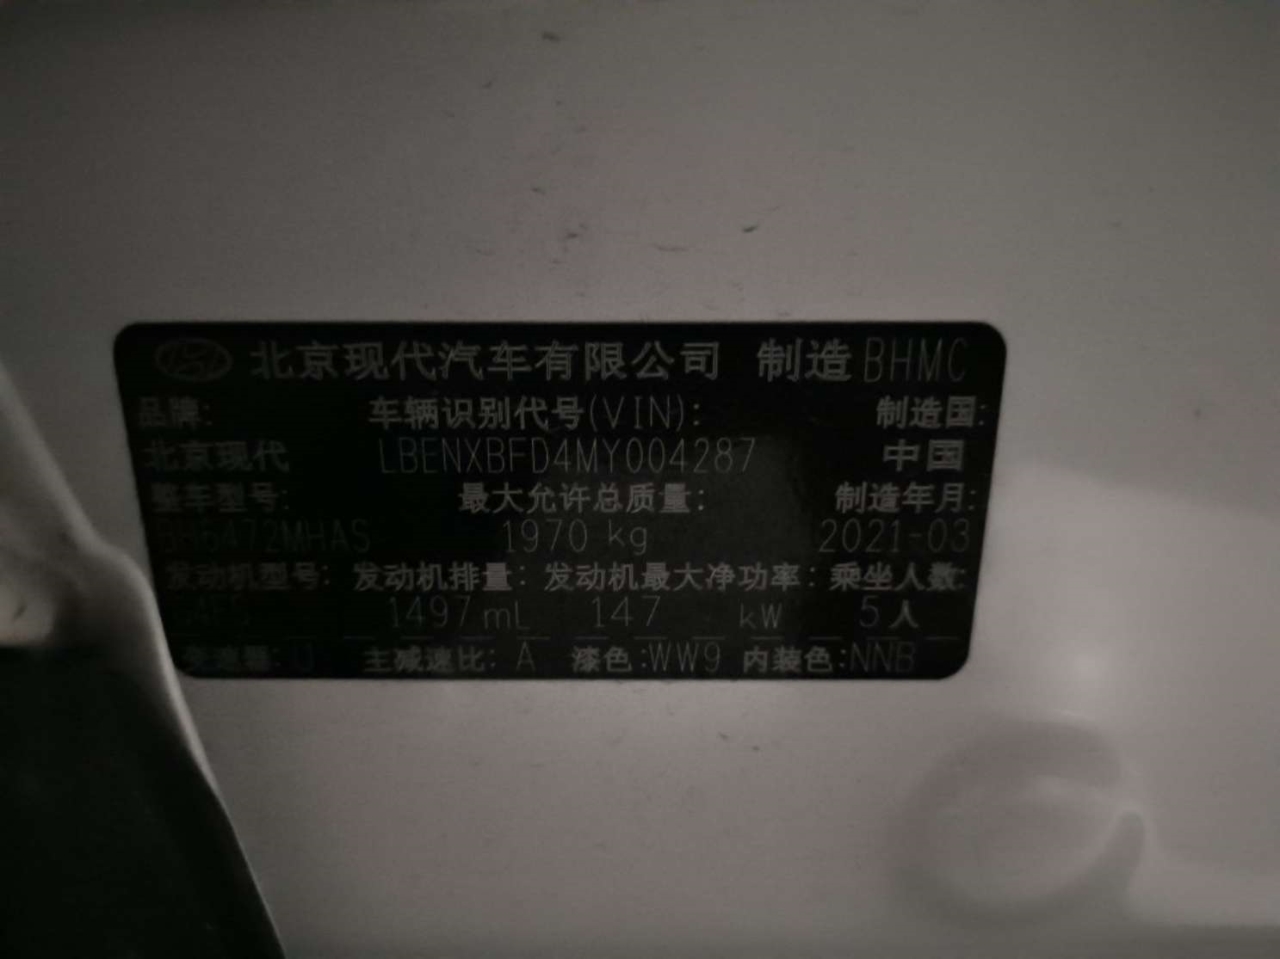 北京现代汽车有限公司 制造 BHMC
品牌: 车辆识别代号(VIN): 制造国:
北京现代 LBENXBFD4MY004287 中国
整车型号: 最大允许总质量: 制造年月:
BH6472MHAS 1970 kg 2021-03
发动机型号: 发动机排量: 发动机最大净功率: 乘坐人数:
G4FS 1497 mL 147 kW 5人
变速器: U 主减速比: A 漆色:WW9 内装色:NNB